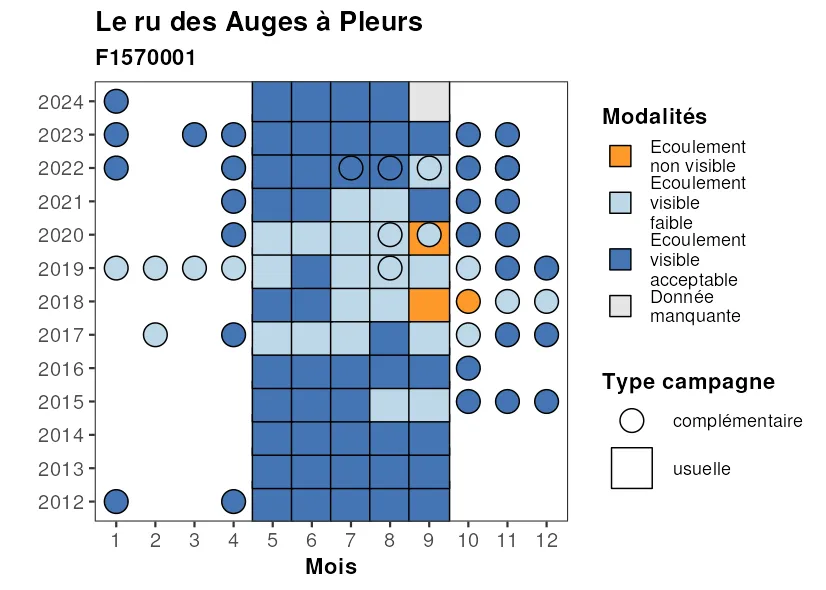 Le ru des Auges à Pleurs
F1570001
2024
2023
2022
2021
2020
2019
2018
2017
2016
2015
2014
2013
2012
1 2 3 4 5 6 7 8 9 10 11 12
Mois
Modalités
Ecoulement
non visible
Ecoulement
visible
faible
Ecoulement
visible
acceptable
Donnée
manquante
Type campagne
complémentaire
usuelle